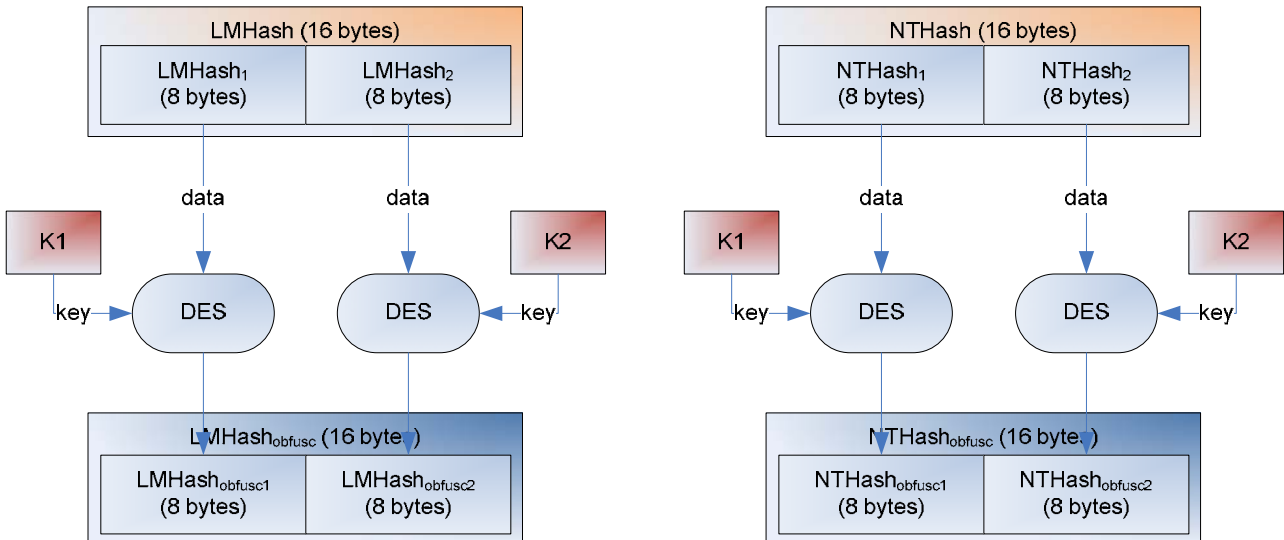 LMHash (16 bytes)
LMHash1
(8 bytes)
LMHash2
(8 bytes)
data
data
K1
K2
DES
DES
key
key
LMHashobfusc (16 bytes)
LMHashobfusc1
(8 bytes)
LMHashobfusc2
(8 bytes)
NTHash (16 bytes)
NTHash1
(8 bytes)
NTHash2
(8 bytes)
data
data
K1
K2
DES
DES
key
key
NTHashobfusc (16 bytes)
NTHashobfusc1
(8 bytes)
NTHashobfusc2
(8 bytes)